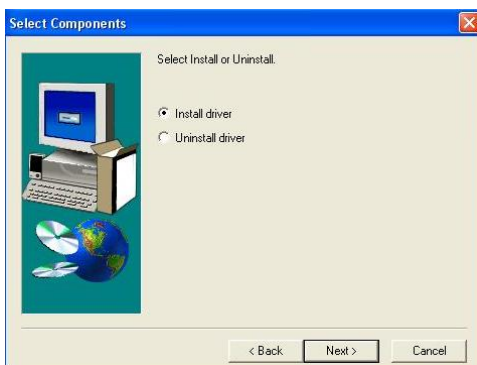 Select Components
Select Install or Uninstall.
Install driver
Uninstall driver
< Back
Next >
Cancel